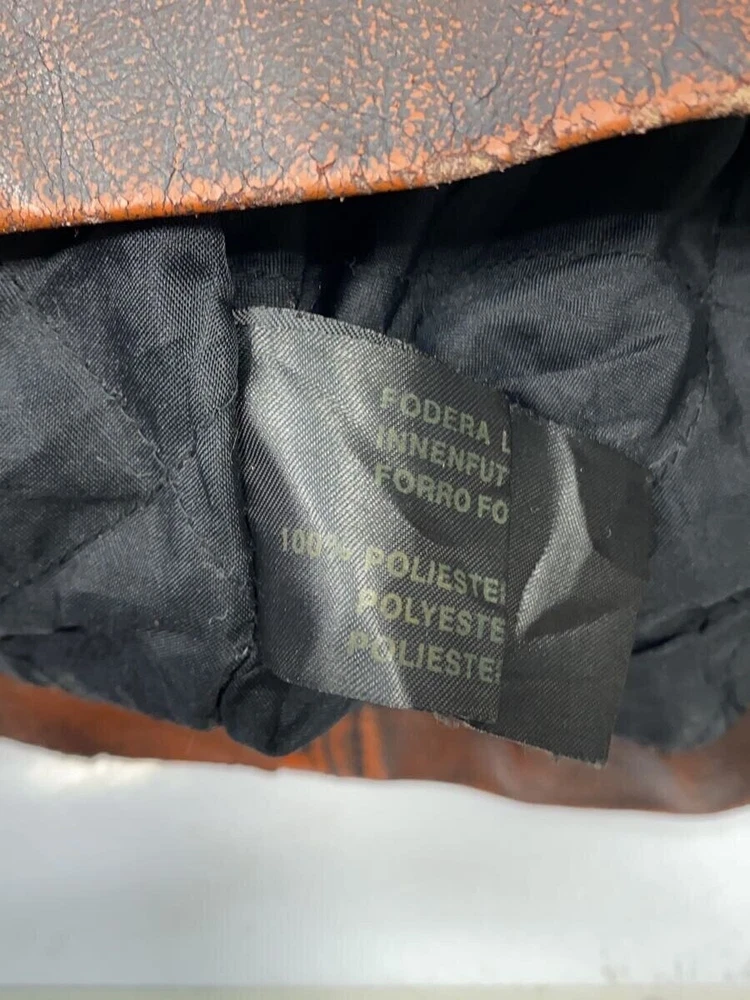 FODERA L
INNENFUT
FORRO FO
100% POLIESTE
POLYESTE
POLIESTE